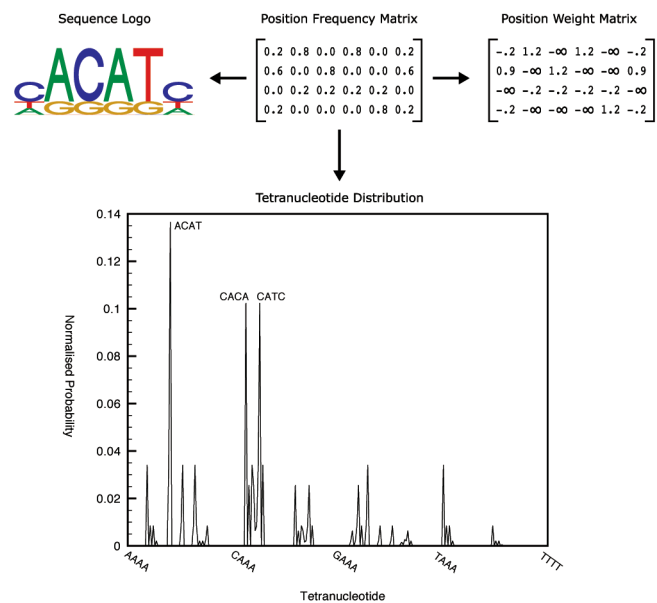 Sequence Logo
Position Frequency Matrix
Position Weight Matrix
CACATC
TGGGGT
AA
0.2 0.8 0.0 0.8 0.0 0.2
0.6 0.0 0.8 0.0 0.0 0.6
0.0 0.2 0.2 0.2 0.2 0.0
0.2 0.0 0.0 0.0 0.8 0.2
-.2 1.2 -∞ 1.2 -∞ -.2
0.9 -∞ 1.2 -∞ -∞ 0.9
-∞ -.2 -.2 -.2 -.2 -∞
-.2 -∞ -∞ -∞ 1.2 -.2
Tetranucleotide Distribution
0.14
0.12
0.1
0.08
0.06
0.04
0.02
0
Normalised Probability
ACAT
CACA CATC
AAAA
CAAA
GAAA
TAAA
TTTT
Tetranucleotide